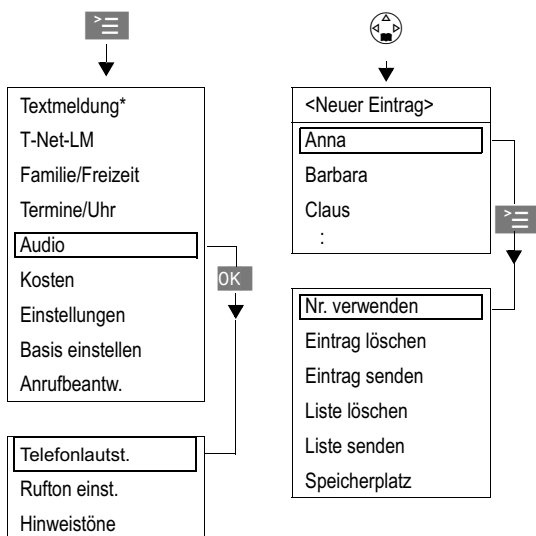 Textmeldung*
T-Net-LM
Familie/Freizeit
Termine/Uhr
Audio
Kosten
Einstellungen
Basis einstellen
Anrufbeantw.
OK
Telefonlautst.
Rufton einst.
Hinweistöne
<Neuer Eintrag>
Anna
Barbara
Claus
:
Nr. verwenden
Eintrag löschen
Eintrag senden
Liste löschen
Liste senden
Speicherplatz